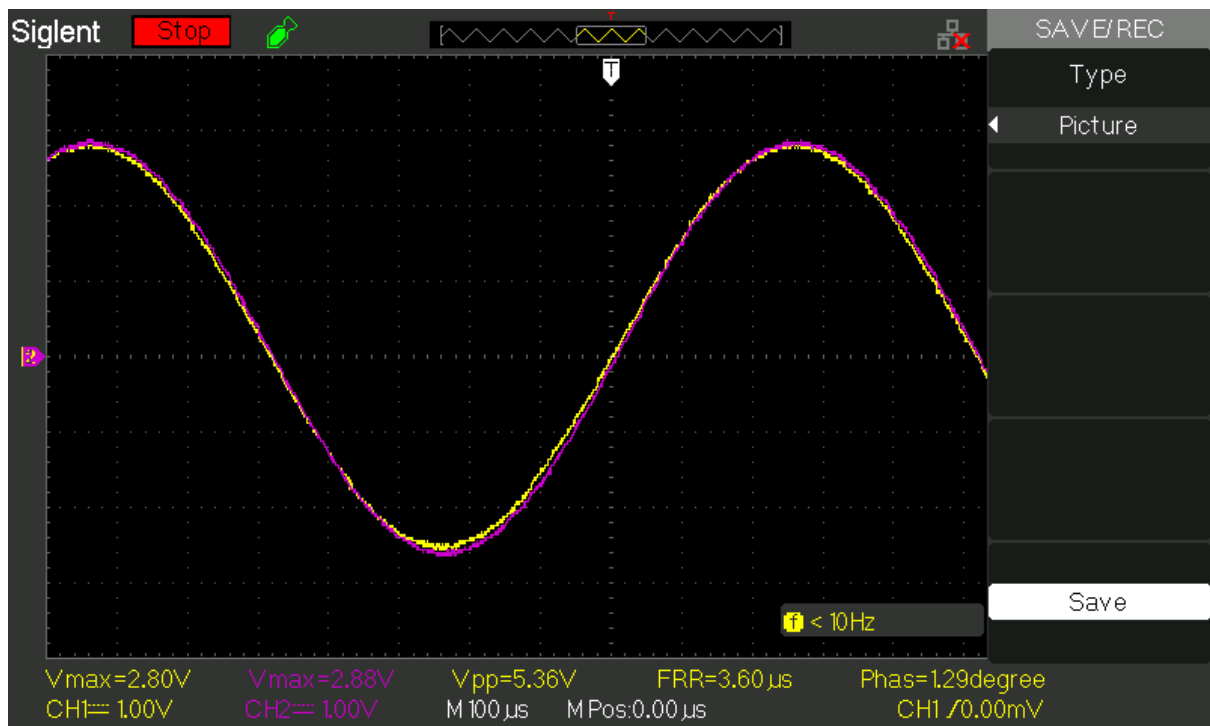 Siglent Stop T SAVE/REC
T
Type
Picture
f < 10Hz
Save
Vmax=2.80V Vmax=2.88V Vpp=5.36V FRR=3.60µs Phas=1.29degree
CH1 1.00V CH2 1.00V M 100µs M Pos:0.00µs CH1 / 0.00mV